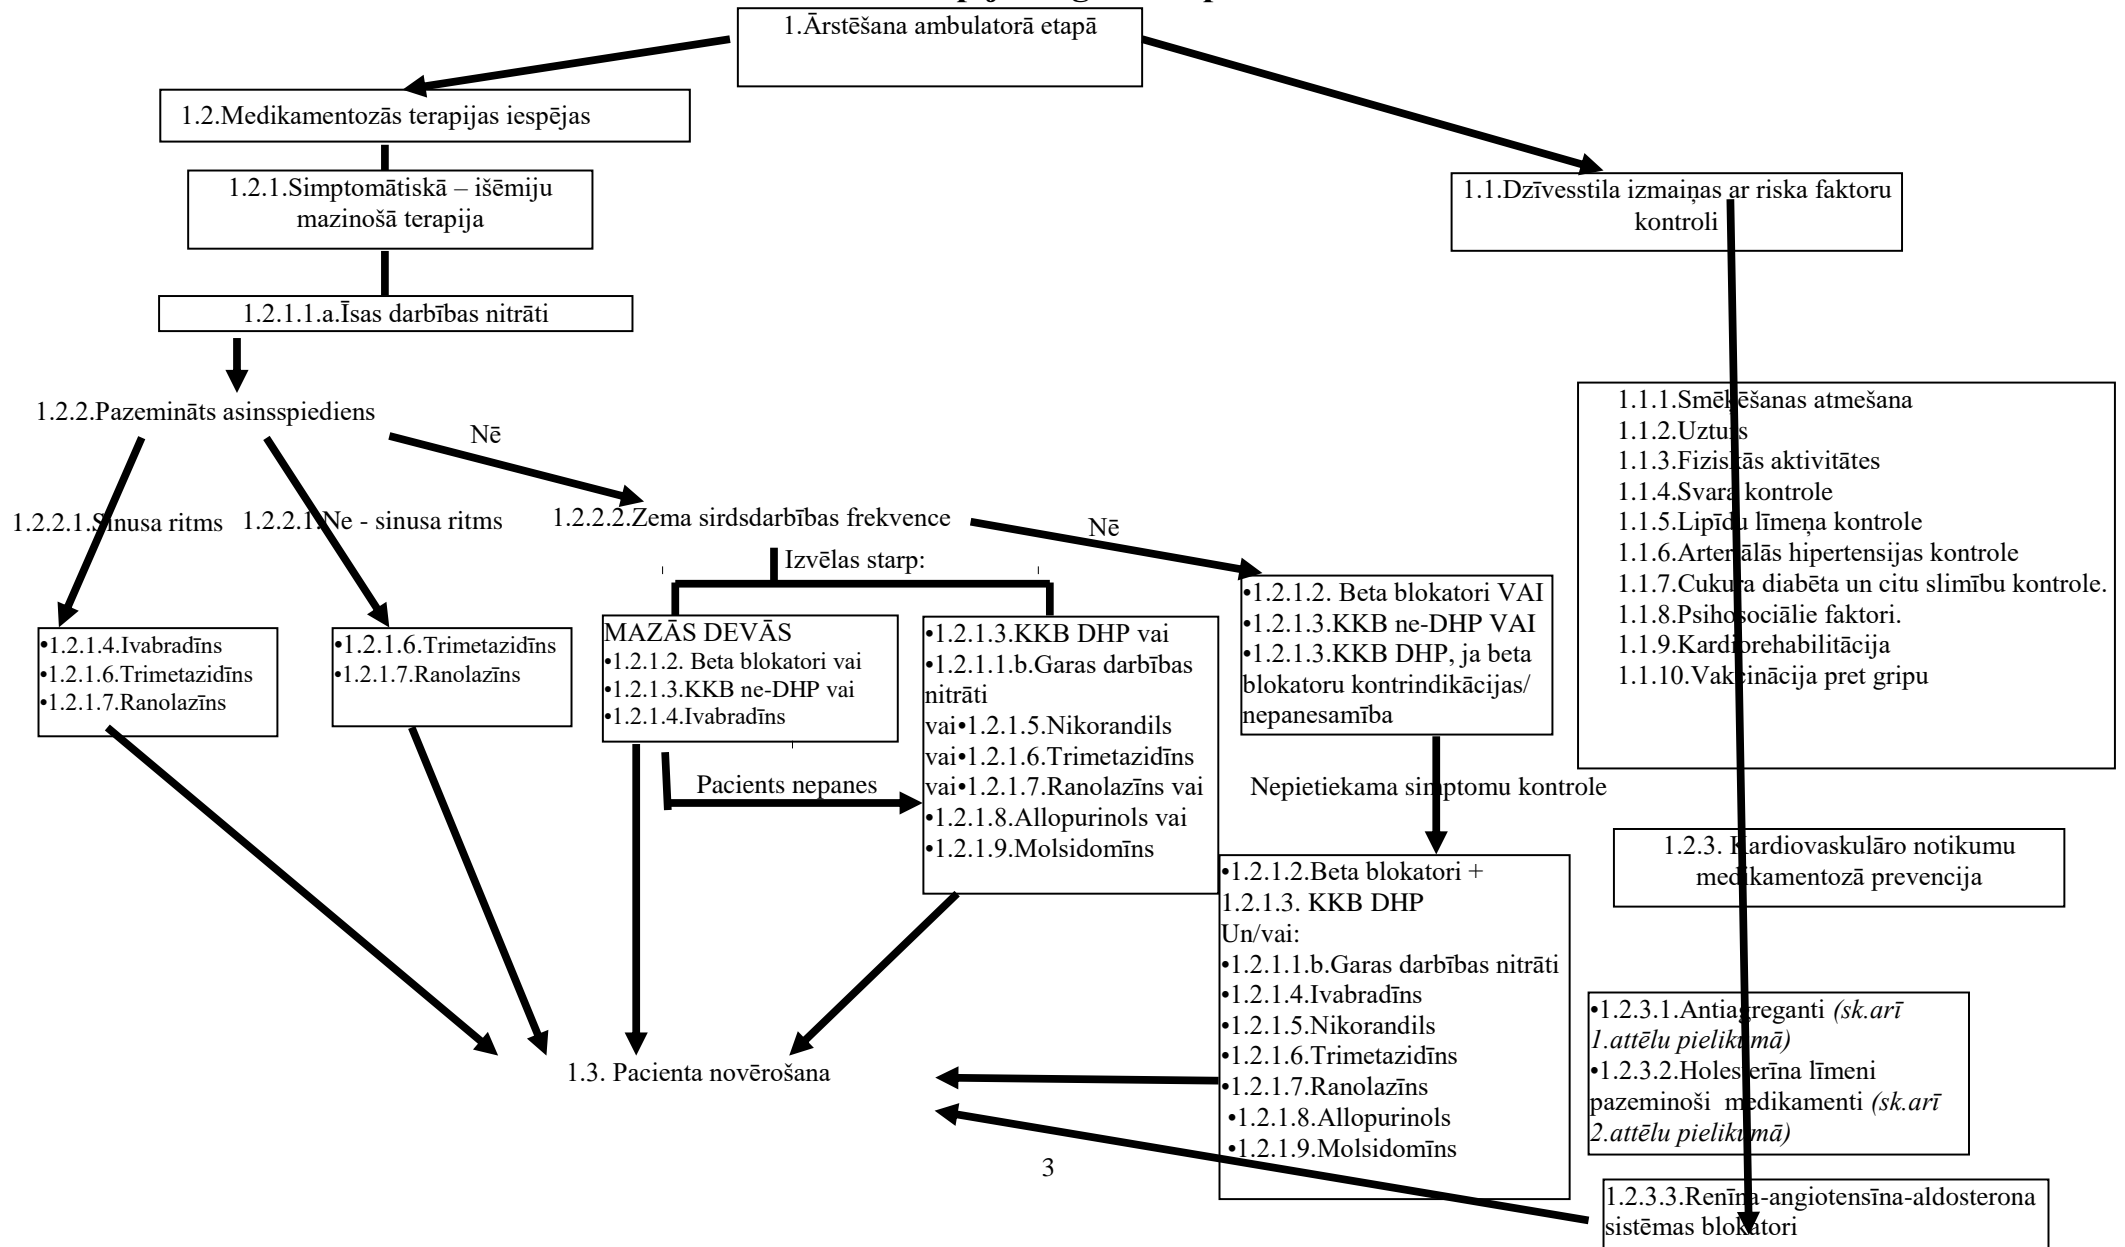 1.Ārstēšana ambulatorā etapā
1.2.Medikamentozās terapijas iespējas
1.2.1.Simptomātiskā – išēmiju
mazinošā terapija
1.1.Dzīvesstila izmaiņas ar riska faktoru
kontroli
1.2.1.1.a.Īsas darbības nitrāti
1.2.2.Pazemināts asinsspiediens
Nē
1.2.2.1.Sinusa ritms
1.2.2.1.Ne - sinusa ritms
1.2.2.2.Zema sirdsdarbības frekvence
Nē
Izvēlas starp:
•1.2.1.4.Ivabradīns
•1.2.1.6.Trimetazidīns
•1.2.1.7.Ranolazīns
•1.2.1.6.Trimetazidīns
•1.2.1.7.Ranolazīns
MAZĀS DEVĀS
•1.2.1.2. Beta blokatori vai
•1.2.1.3.KKB ne-DHP vai
•1.2.1.4.Ivabradīns
Pacients nepanes
•1.2.1.3.KKB DHP vai
•1.2.1.1.b.Garas darbības
nitrāti
vai•1.2.1.5.Nikorandils
vai•1.2.1.6.Trimetazidīns
vai•1.2.1.7.Ranolazīns vai
•1.2.1.8.Allopurinols vai
•1.2.1.9.Molsidomīns
•1.2.1.2. Beta blokatori VAI
•1.2.1.3.KKB ne-DHP VAI
•1.2.1.3.KKB DHP, ja beta
blokatoru kontrindikācijas/
nepanesamība
Nepietiekama simptomu kontrole
•1.2.1.2.Beta blokatori +
1.2.1.3. KKB DHP
Un/vai:
•1.2.1.1.b.Garas darbības nitrāti
•1.2.1.4.Ivabradīns
•1.2.1.5.Nikorandils
•1.2.1.6.Trimetazidīns
•1.2.1.7.Ranolazīns
•1.2.1.8.Allopurinols
•1.2.1.9.Molsidomīns
1.1.1.Smēķēšanas atmešana
1.1.2.Uzturs
1.1.3.Fiziskās aktivitātes
1.1.4.Svara kontrole
1.1.5.Lipīdu līmeņa kontrole
1.1.6.Arteriālās hipertensijas kontrole
1.1.7.Cukura diabēta un citu slimību kontrole.
1.1.8.Psihosociālie faktori.
1.1.9.Kardiorehabilitācija
1.1.10.Vakcinācija pret gripu
1.2.3. Kardiovaskulāro notikumu
medikamentozā prevencija
•1.2.3.1.Antiagreganti (sk.arī
1.attēlu pielikumā)
•1.2.3.2.Holesterīna līmeni
pazeminoši medikamenti (sk.arī
2.attēlu pielikumā)
1.2.3.3.Renīna-angiotensīna-aldosterona
sistēmas blokatori
1.3. Pacienta novērošana
3